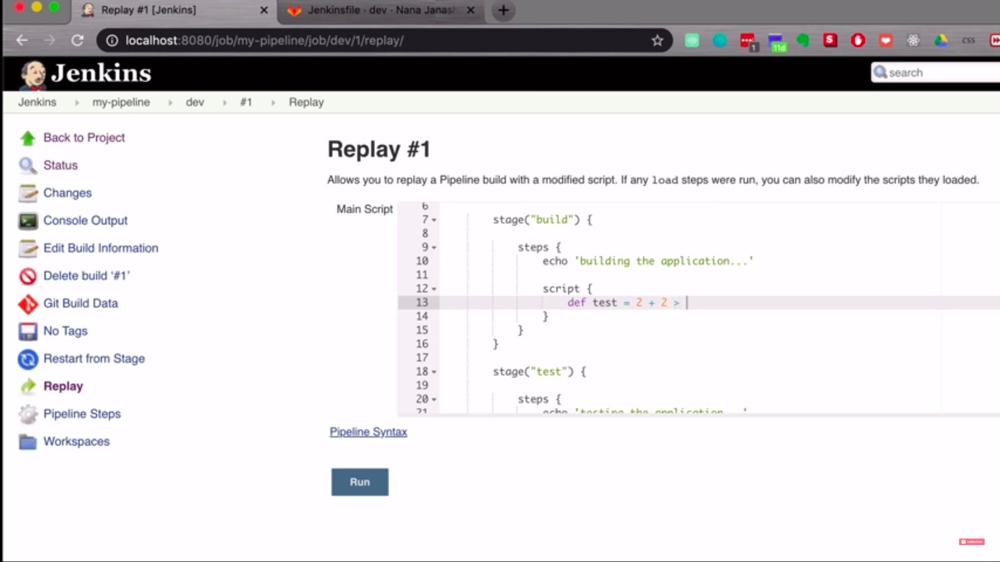 Replay #1 [Jenkins]
Jenkinsfile · dev · Nana Janash
localhost:8080/job/my-pipeline/job/dev/1/replay/
1
11d
S
CSS
Jenkins
search
Jenkins
my-pipeline
dev
#1
Replay
Back to Project
Status
Changes
Console Output
Edit Build Information
Delete build ‘#1’
Git Build Data
No Tags
Restart from Stage
Replay
Pipeline Steps
Workspaces
Replay #1
Allows you to replay a Pipeline build with a modified script. If any load steps were run, you can also modify the scripts they loaded.
Main Script
6
7 stage("build") {
8
9 steps {
10 echo 'building the application...'
11
12 script {
13 def test = 2 + 2 >
14 }
15 }
16 }
17
18 stage("test") {
19
20 steps {
21 echo 'testing the application...'
Pipeline Syntax
Run
SUBSCRIBE